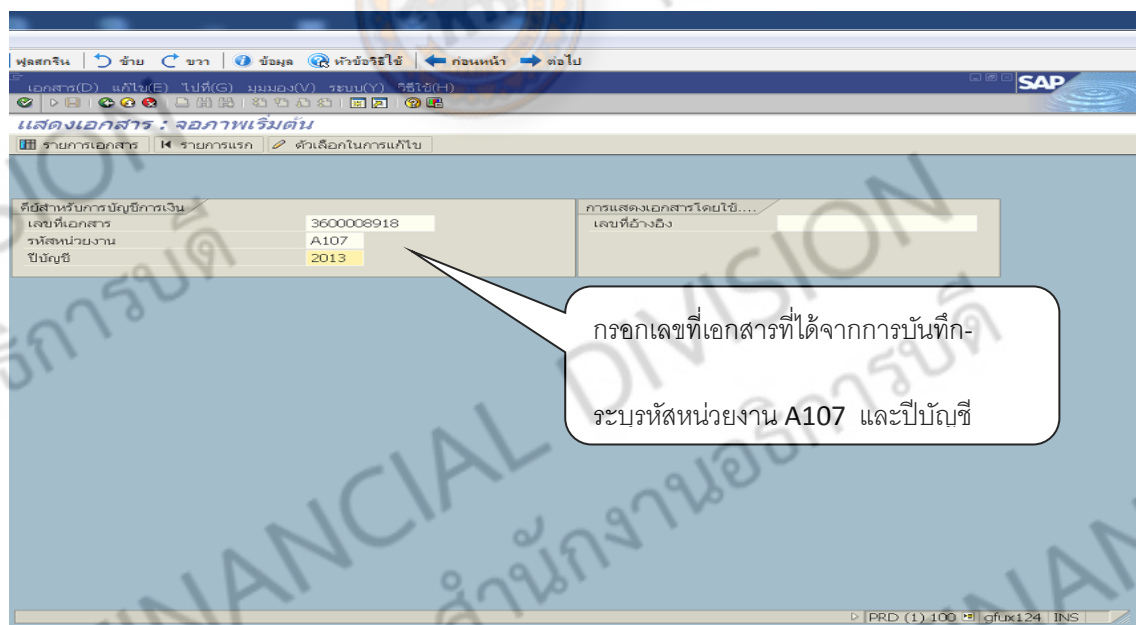 ฟุลสกรีน ซ้าย ขวา ข้อมูล หัวข้อวิธีใช้ ก่อนหน้า ต่อไป
เอกสาร(D) แก้ไข(E) ไปที่(G) มุมมอง(V) ระบบ(Y) วิธีใช้(H)
SAP
แสดงเอกสาร : จอภาพเริ่มต้น
รายการเอกสาร รายการแรก ตัวเลือกในการแก้ไข
คีย์สำหรับการบัญชีการเงิน การแสดงเอกสารโดยใช้....
เลขที่เอกสาร 3600008918 เลขที่อ้างอิง
รหัสหน่วยงาน A107
ปีบัญชี 2013
กรอกเลขที่เอกสารที่ได้จากการบันทึก-
ระบุรหัสหน่วยงาน A107 และปีบัญชี
PRD (1) 100 gfux124 INS
FINANCIAL DIVISION
สำนักงานอธิการบดี